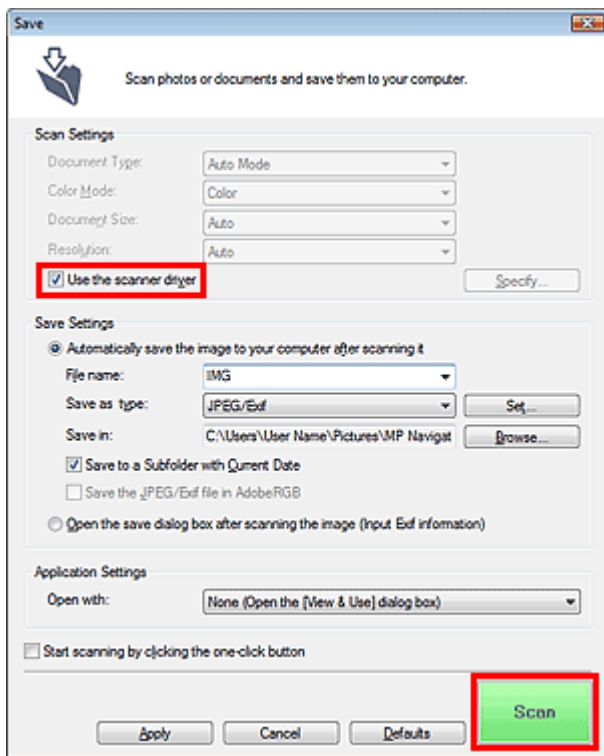 Save
Scan photos or documents and save them to your computer.
Scan Settings
Document Type: Auto Mode
Color Mode: Color
Document Size: Auto
Resolution: Auto
Use the scanner driver Specify...
Save Settings
Automatically save the image to your computer after scanning it
File name: IMG
Save as type: JPEG/Exif Set...
Save in: C:\Users\User Name\Pictures\MP Navigat Browse...
Save to a Subfolder with Current Date
Save the JPEG/Exif file in AdobeRGB
Open the save dialog box after scanning the image (Input Exif information)
Application Settings
Open with: None (Open the [View & Use] dialog box)
Start scanning by clicking the one-click button
Scan
Apply Cancel Defaults